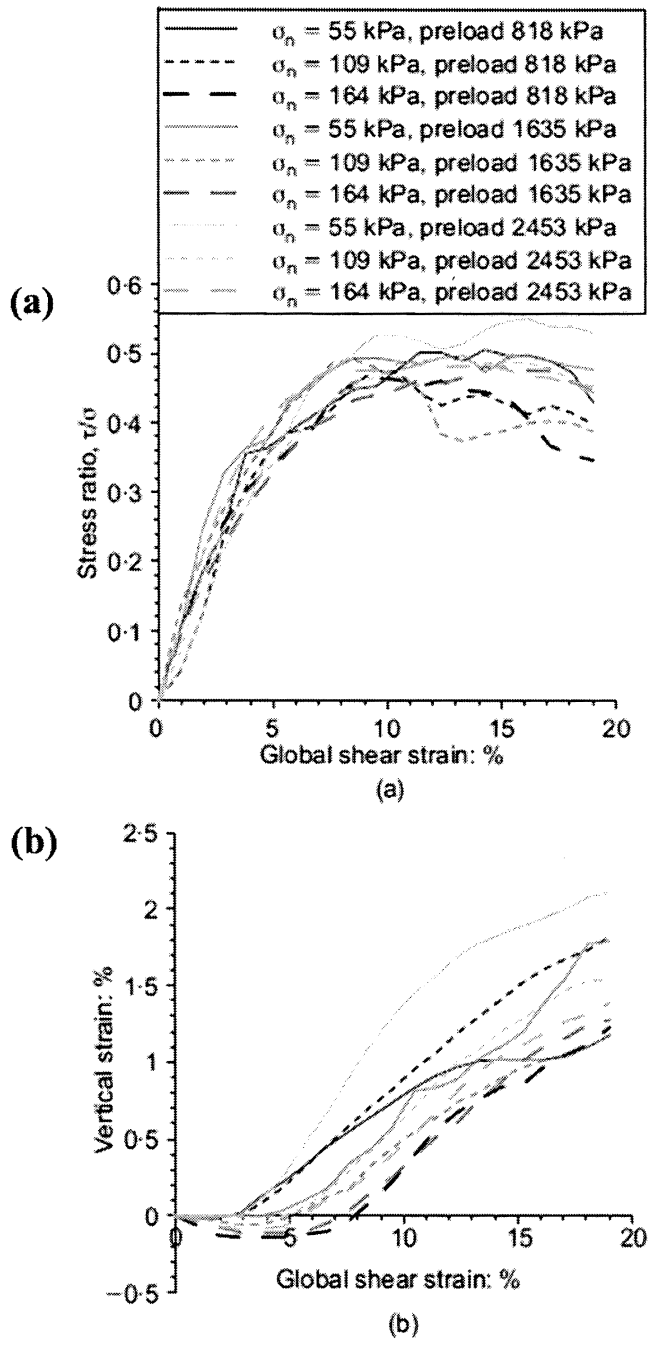 σn = 55 kPa, preload 818 kPa
σn = 109 kPa, preload 818 kPa
σn = 164 kPa, preload 818 kPa
σn = 55 kPa, preload 1635 kPa
σn = 109 kPa, preload 1635 kPa
σn = 164 kPa, preload 1635 kPa
σn = 55 kPa, preload 2453 kPa
σn = 109 kPa, preload 2453 kPa
σn = 164 kPa, preload 2453 kPa
(a)
0·6
0·5
0·4
0·3
0·2
0·1
0
Stress ratio, τ/σ
0 5 10 15 20
Global shear strain: %
(a)
(b)
2·5
2
1·5
1
0·5
0
−0·5
Vertical strain: %
0 5 10 15 20
Global shear strain: %
(b)